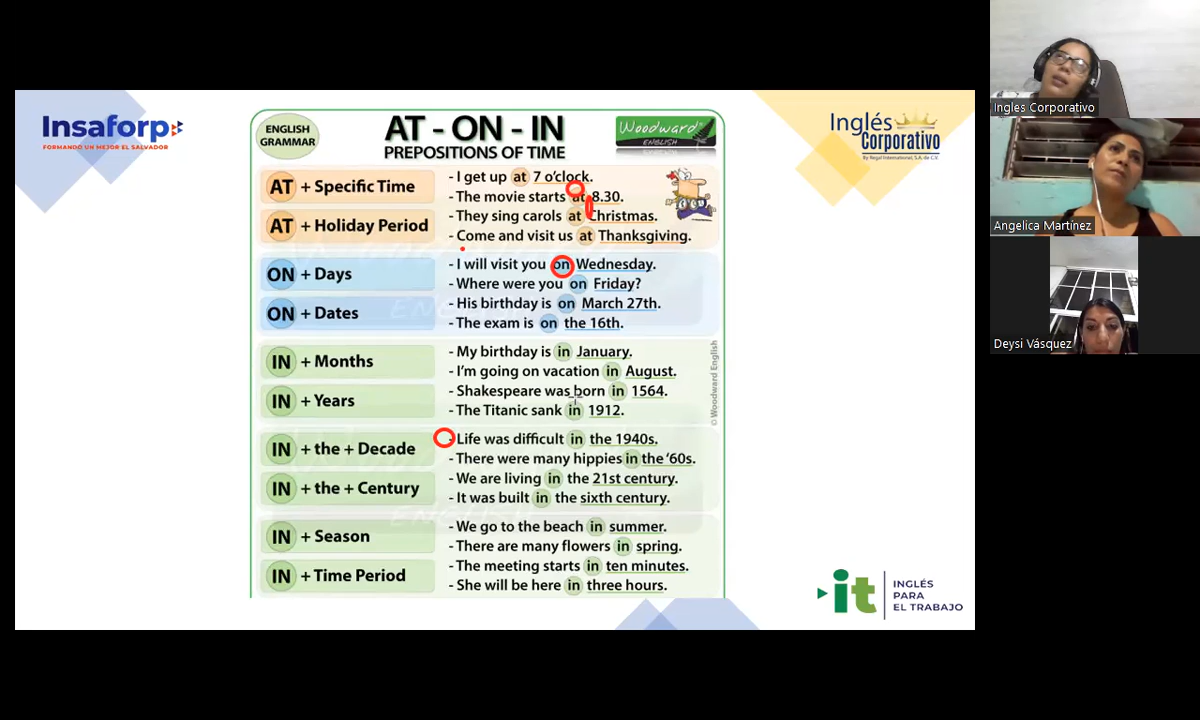 Insaforp
FORMANDO UN MEJOR EL SALVADOR
ENGLISH
GRAMMAR
AT - ON - IN
PREPOSITIONS OF TIME
Woodward
ENGLISH
Inglés
Corporativo
By Regal International, S.A. de C.V.
AT + Specific Time
- I get up at 7 o'clock.
- The movie starts at 8.30.
AT + Holiday Period
- They sing carols at Christmas.
- Come and visit us at Thanksgiving.
ON + Days
- I will visit you on Wednesday.
- Where were you on Friday?
ON + Dates
- His birthday is on March 27th.
- The exam is on the 16th.
IN + Months
- My birthday is in January.
- I'm going on vacation in August.
IN + Years
- Shakespeare was born in 1564.
- The Titanic sank in 1912.
IN + the + Decade
- Life was difficult in the 1940s.
- There were many hippies in the '60s.
IN + the + Century
- We are living in the 21st century.
- It was built in the sixth century.
IN + Season
- We go to the beach in summer.
- There are many flowers in spring.
IN + Time Period
- The meeting starts in ten minutes.
- She will be here in three hours.
© Woodward English
it
INGLÉS
PARA
EL TRABAJO
Ingles Corporativo
Angelica Martínez
Deysi Vásquez